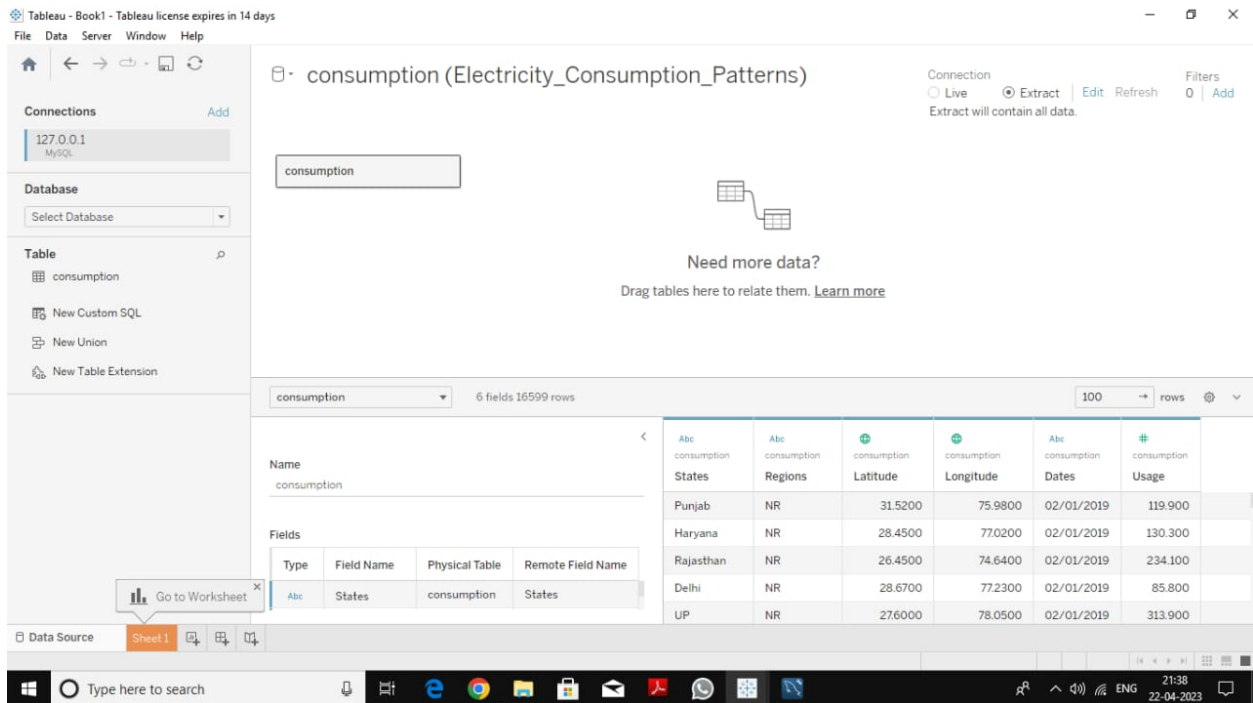 Tableau - Book1 - Tableau license expires in 14 days
File Data Server Window Help
consumption (Electricity_Consumption_Patterns)
Connection
Live Extract Edit Refresh
Extract will contain all data.
Filters
0 Add
Connections Add
127.0.0.1
MySQL
Database
Select Database
Table
consumption
New Custom SQL
New Union
New Table Extension
consumption
Need more data?
Drag tables here to relate them. Learn more
consumption 6 fields 16599 rows 100 rows
Name
consumption
Fields
Type Field Name Physical Table Remote Field Name
Abc States consumption States
Abc Abc Abc #
consumption consumption consumption consumption consumption consumption
States Regions Latitude Longitude Dates Usage
Punjab NR 31.5200 75.9800 02/01/2019 119.900
Haryana NR 28.4500 77.0200 02/01/2019 130.300
Rajasthan NR 26.4500 74.6400 02/01/2019 234.100
Delhi NR 28.6700 77.2300 02/01/2019 85.800
UP NR 27.6000 78.0500 02/01/2019 313.900
Go to Worksheet
Data Source Sheet 1
Type here to search
ENG
21:38
22-04-2023